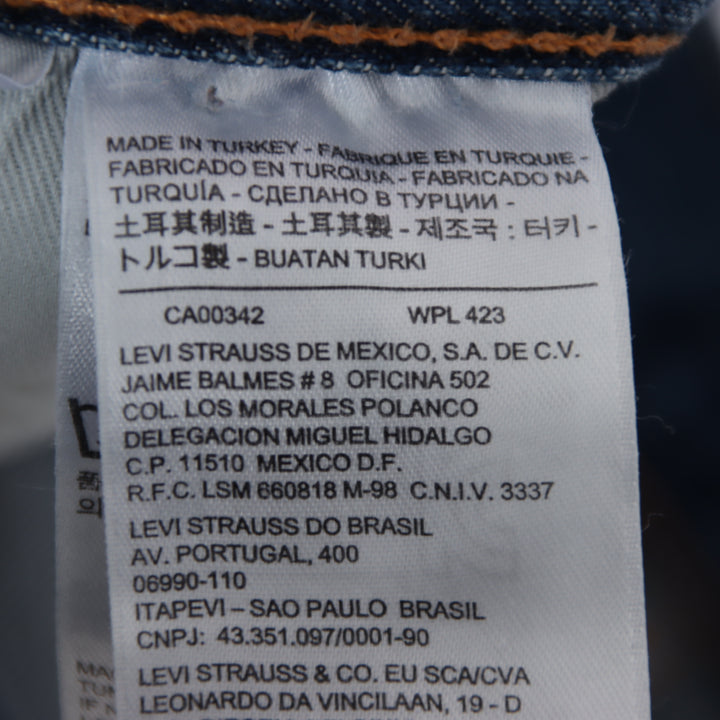 MADE IN TURKEY - FABRIQUE EN TURQUIE -
FABRICADO EN TURQUIA - FABRICADO NA
TURQUÍA - СДЕЛАНО В ТУРЦИИ -
土耳其制造 - 土耳其製 - 제조국 : 터키 -
トルコ製 - BUATAN TURKI
CA00342 WPL 423
LEVI STRAUSS DE MEXICO, S.A. DE C.V.
JAIME BALMES # 8 OFICINA 502
COL. LOS MORALES POLANCO
DELEGACION MIGUEL HIDALGO
C.P. 11510 MEXICO D.F.
R.F.C. LSM 660818 M-98 C.N.I.V. 3337
LEVI STRAUSS DO BRASIL
AV. PORTUGAL, 400
06990-110
ITAPEVI – SAO PAULO BRASIL
CNPJ: 43.351.097/0001-90
LEVI STRAUSS & CO. EU SCA/CVA
LEONARDO DA VINCILAAN, 19 - D